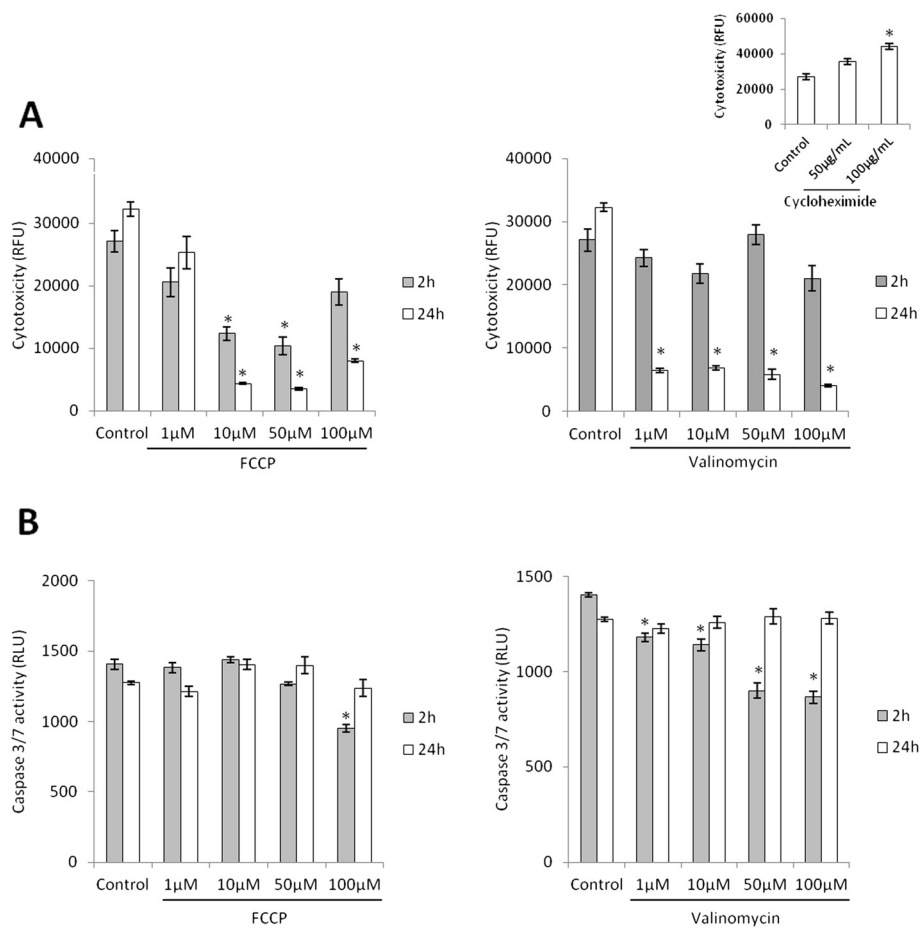 A
Cytotoxicity (RFU)
60000
40000
20000
0
*
Control
50µg/mL
100µg/mL
Cycloheximide
Cytotoxicity (RFU)
40000
30000
20000
10000
0
* * * * *
2h
24h
Control 1µM 10µM 50µM 100µM
FCCP
Cytotoxicity (RFU)
40000
30000
20000
10000
0
* * * *
2h
24h
Control 1µM 10µM 50µM 100µM
Valinomycin
B
Caspase 3/7 activity (RLU)
2000
1500
1000
500
0
*
2h
24h
Control 1µM 10µM 50µM 100µM
FCCP
Caspase 3/7 activity (RLU)
1500
1000
500
0
* * * *
2h
24h
Control 1µM 10µM 50µM 100µM
Valinomycin